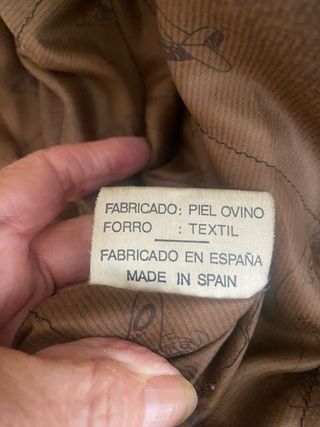 FABRICADO: PIEL OVINO
FORRO : TEXTIL
FABRICADO EN ESPAÑA
MADE IN SPAIN